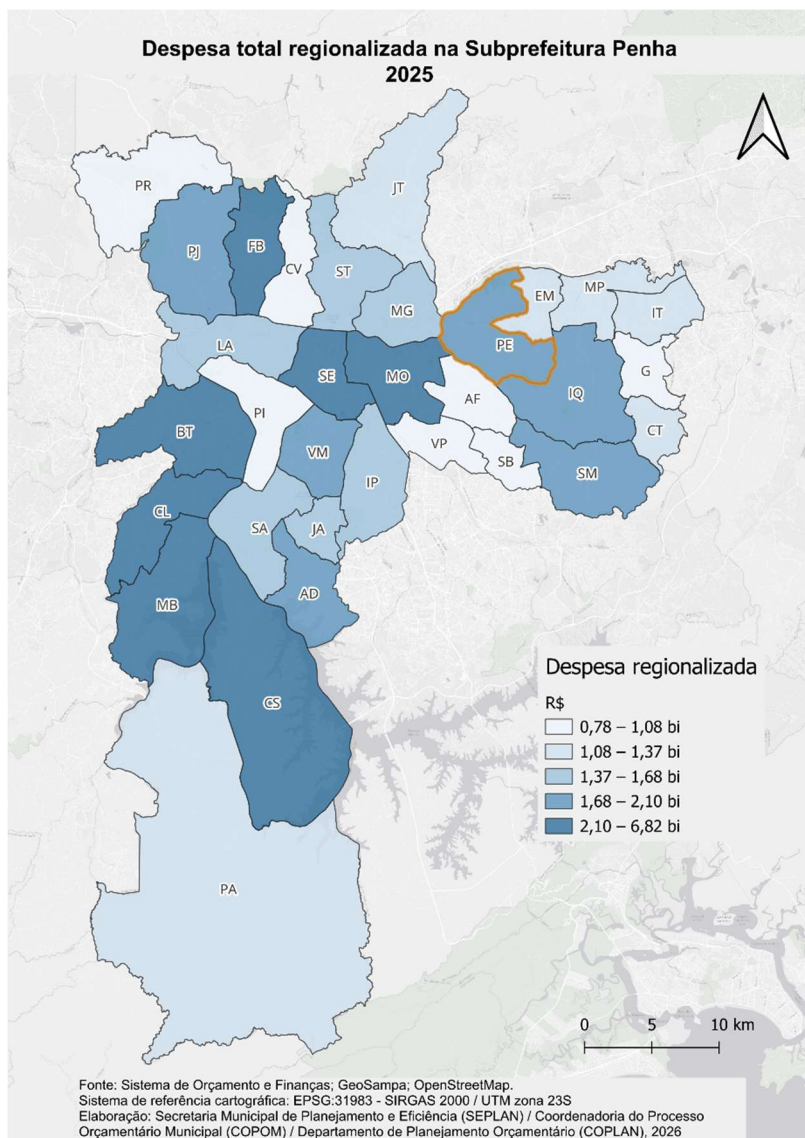 Despesa total regionalizada na Subprefeitura Penha
2025
JT
PR
FB
PJ
CV
ST
EM
MP
MG
IT
LA
PE
G
SE
MO
IQ
AF
PI
BT
CT
VP
VM
SB
SM
IP
CL
SA
JA
AD
MB
CS
PA
Despesa regionalizada
R$
0,78 – 1,08 bi
1,08 – 1,37 bi
1,37 – 1,68 bi
1,68 – 2,10 bi
2,10 – 6,82 bi
0 5 10 km
Fonte: Sistema de Orçamento e Finanças; GeoSampa; OpenStreetMap.
Sistema de referência cartográfica: EPSG:31983 - SIRGAS 2000 / UTM zona 23S
Elaboração: Secretaria Municipal de Planejamento e Eficiência (SEPLAN) / Coordenadoria do Processo
Orçamentário Municipal (COPOM) / Departamento de Planejamento Orçamentário (COPLAN), 2026